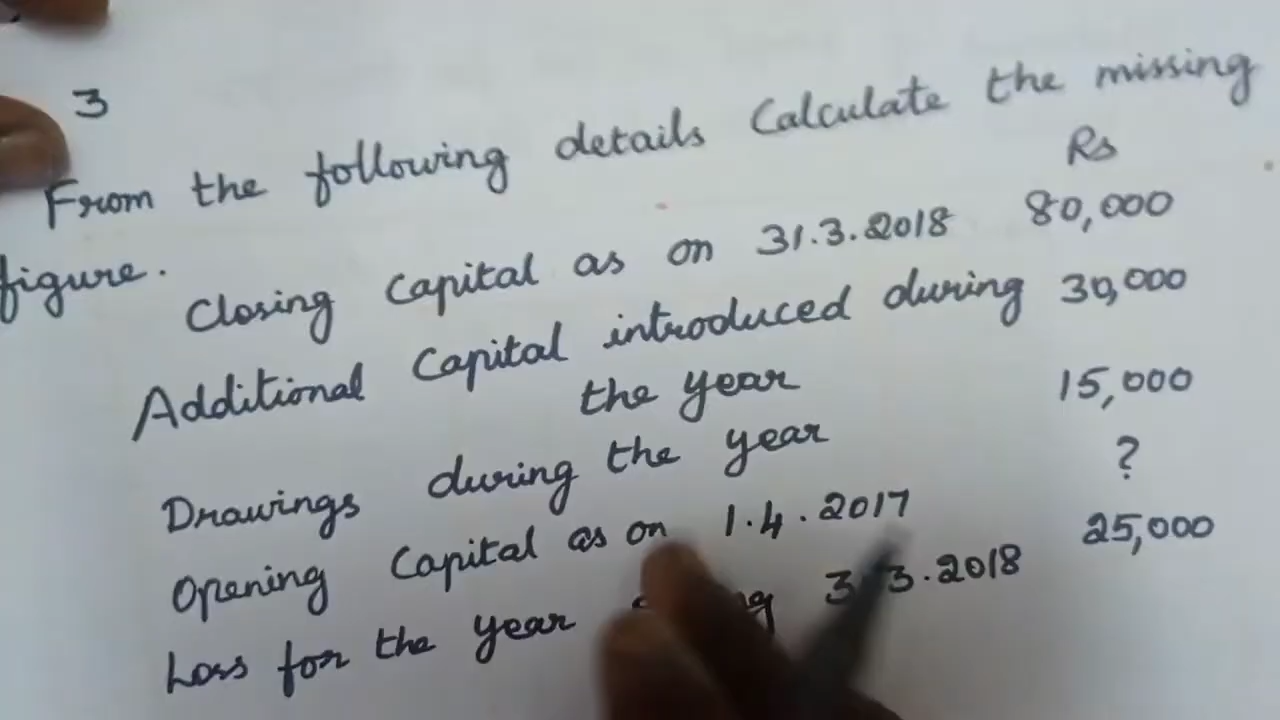 3
From the following details Calculate the missing
figure. Rs
Closing Capital as on 31.3.2018 80,000
Additional Capital introduced during 30,000
the year
Drawings during the year 15,000
Opening Capital as on 1.4.2017 ?
Loss for the year 3.2018 25,000